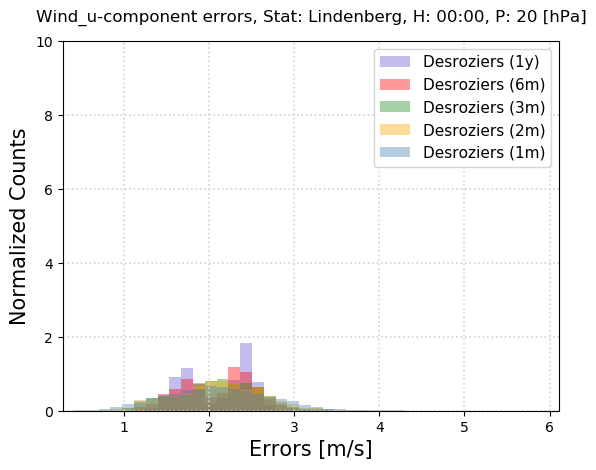 Wind_u-component errors, Stat: Lindenberg, H: 00:00, P: 20 [hPa]
10
8
6
4
2
0
Normalized Counts
Desroziers (1y)
Desroziers (6m)
Desroziers (3m)
Desroziers (2m)
Desroziers (1m)
1 2 3 4 5 6
Errors [m/s]